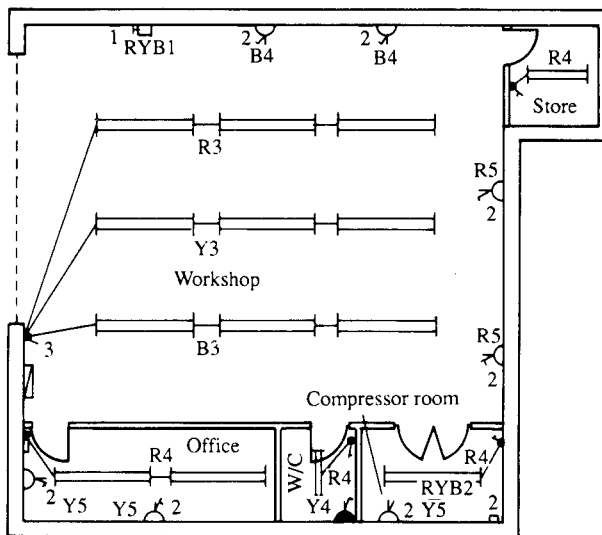 1
RYB1
2
B4
2
B4
R4
Store
R3
R5
2
Y3
Workshop
3
B3
R5
2
Compressor room
Office
R4
W/C
R4
R4
RYB2
2
Y5
Y5
2
Y4
2
Y5
2